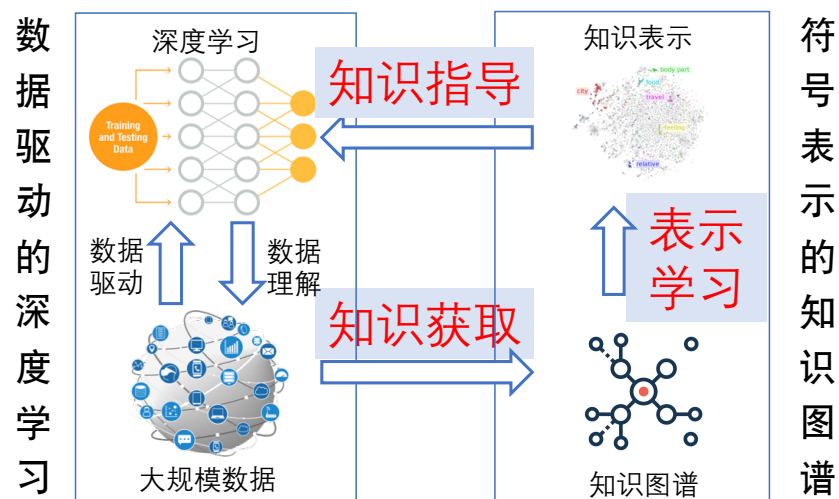 数据驱动的深度学习
深度学习
Training
and Testing
Data
数据
驱动
数据
理解
大规模数据
知识指导
知识获取
知识表示
body part
food
city
travel
feeling
relative
表示
学习
知识图谱
符号表示的知识图谱